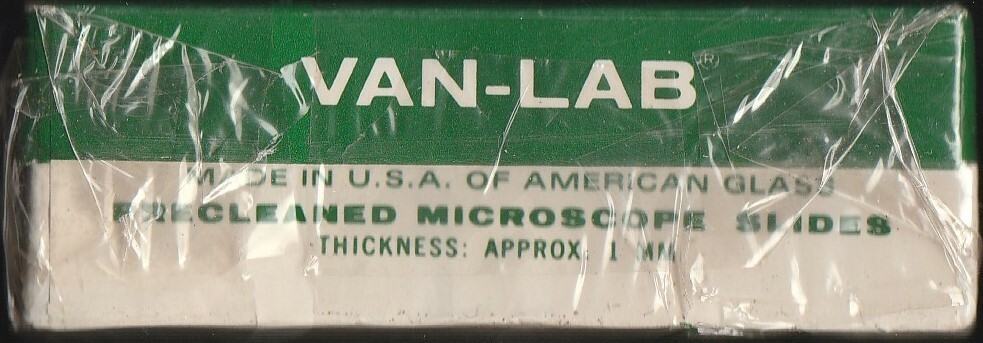 VAN-LAB®
MADE IN U.S.A. OF AMERICAN GLASS
PRECLEANED MICROSCOPE SLIDES
THICKNESS: APPROX. 1 MM